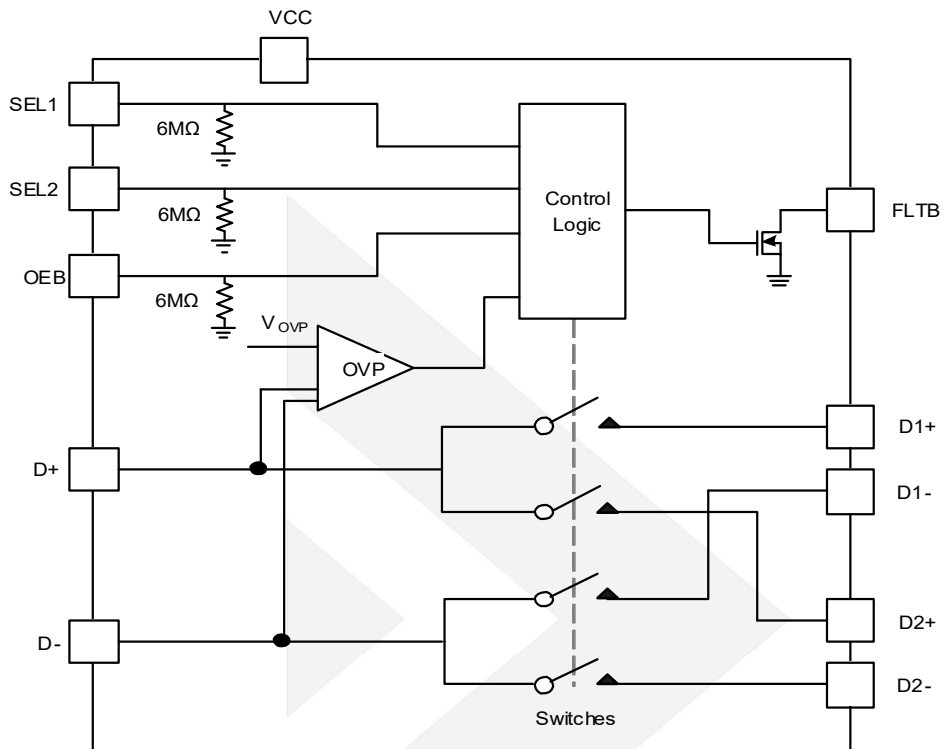 VCC
SEL1
6MΩ
SEL2
6MΩ
Control
Logic
FLTB
OEB
6MΩ
VOVP
OVP
D1+
D+
D1-
D2+
D-
D2-
Switches